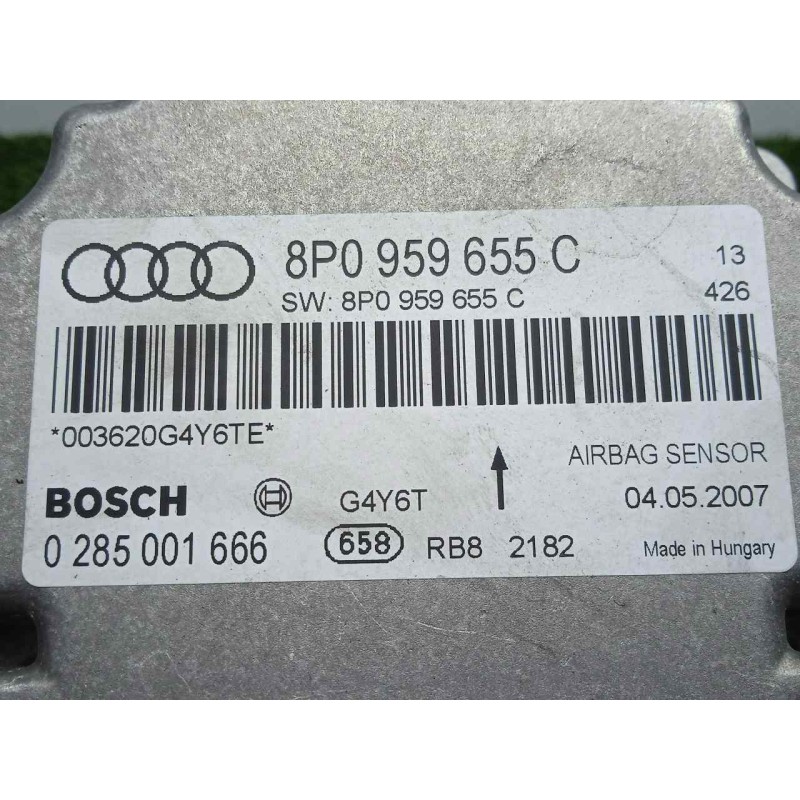 8P0 959 655 C 13
SW: 8P0 959 655 C 426
*003620G4Y6TE*
AIRBAG SENSOR
BOSCH G4Y6T 04.05.2007
0 285 001 666 658 RB8 2182 Made in Hungary